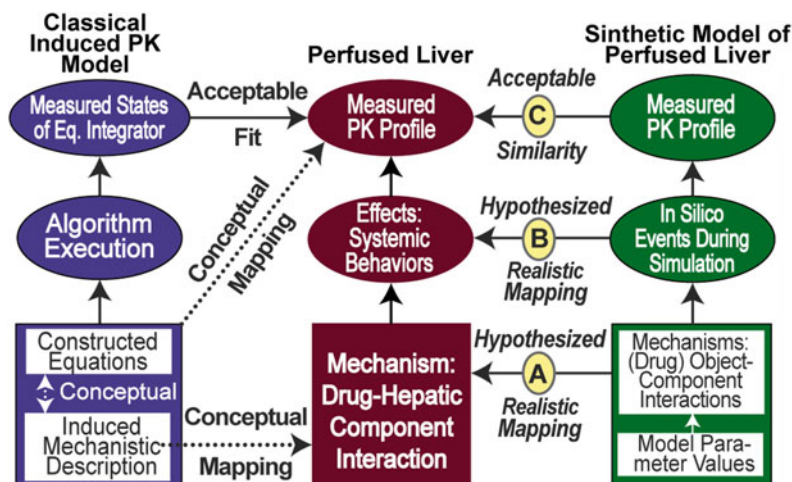 Classical
Induced PK
Model
Measured States
of Eq. Integrator
Algorithm
Execution
Constructed
Equations
Conceptual
Induced
Mechanistic
Description
Acceptable
Fit
Conceptual
Mapping
Conceptual
Mapping
Perfused Liver
Measured
PK Profile
Effects:
Systemic
Behaviors
Mechanism:
Drug-Hepatic
Component
Interaction
Acceptable
C
Similarity
Hypothesized
B
Realistic
Mapping
Hypothesized
A
Realistic
Mapping
Sinthetic Model of
Perfused Liver
Measured
PK Profile
In Silico
Events During
Simulation
Mechanisms:
(Drug) Object-
Component
Interactions
Model Para-
meter Values